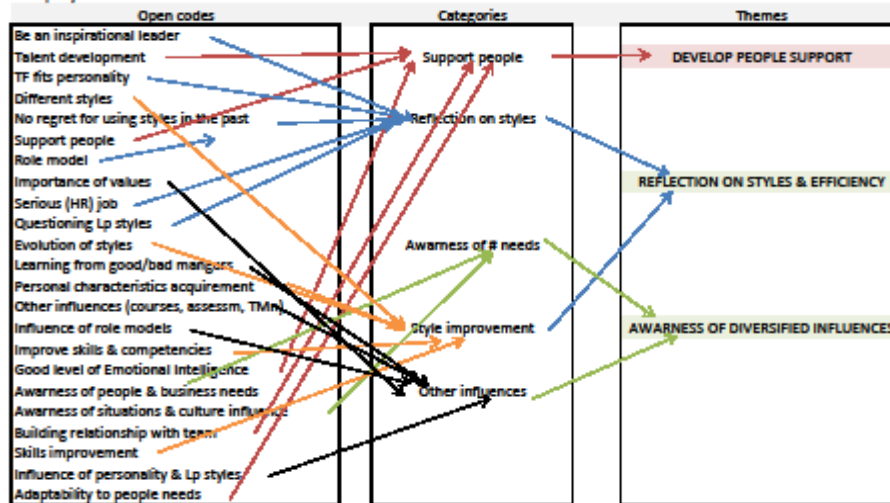 Open codes
Categories
Themes
Be an inspirational leader
Talent development
TF fits personality
Different styles
No regret for using styles in the past
Support people
Role model
Importance of values
Serious (HR) job
Questioning Lp styles
Evolution of styles
Learning from good/bad mangers
Personal characteristics acquirement
Other influences (courses, assessm, TMn)
Influence of role models
Improve skills & competencies
Good level of Emotional Intelligence
Awarness of people & business needs
Awarness of situations & culture influence
Building relationship with team
Skills improvement
Influence of personality & Lp styles
Adaptability to people needs
Support people
Reflection on styles
Awarness of # needs
Style improvement
Other influences
DEVELOP PEOPLE SUPPORT
REFLECTION ON STYLES & EFFICIENCY
AWARNESS OF DIVERSIFIED INFLUENCES